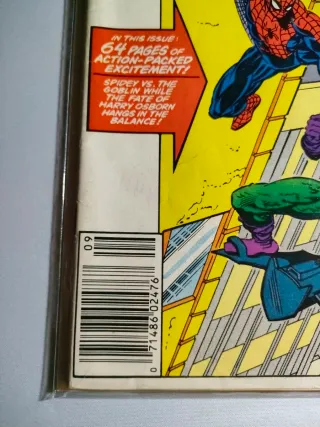 IN THIS ISSUE:
64 PAGES OF
ACTION-PACKED
EXCITEMENT!
SPIDEY VS. THE
GOBLIN WHILE
THE FATE OF
HARRY OSBORN
HANGS IN THE
BALANCE!
09
0 71486 02476